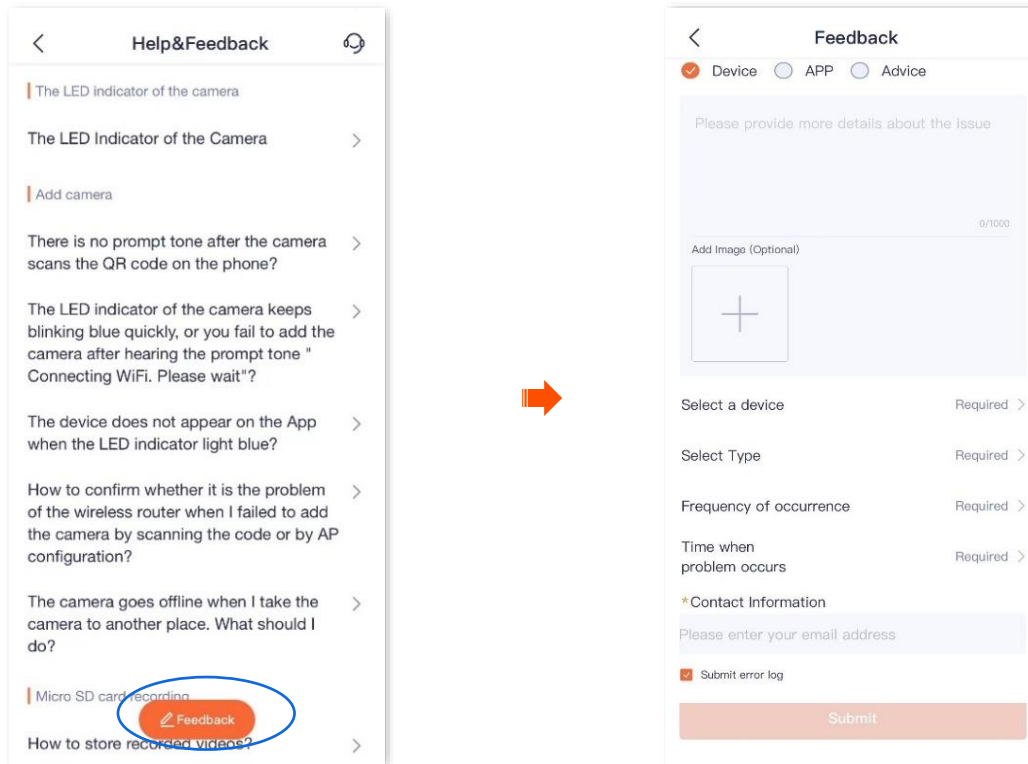 Help&Feedback
The LED indicator of the camera
The LED Indicator of the Camera
Add camera
There is no prompt tone after the camera
scans the QR code on the phone?
The LED indicator of the camera keeps
blinking blue quickly, or you fail to add the
camera after hearing the prompt tone "
Connecting WiFi. Please wait"?
The device does not appear on the App
when the LED indicator light blue?
How to confirm whether it is the problem
of the wireless router when I failed to add
the camera by scanning the code or by AP
configuration?
The camera goes offline when I take the
camera to another place. What should I
do?
Micro SD card recording
Feedback
How to store recorded videos?
Feedback
Device APP Advice
Please provide more details about the issue
0/1000
Add Image (Optional)
Select a device Required
Select Type Required
Frequency of occurrence Required
Time when
problem occurs Required
*Contact Information
Please enter your email address
Submit error log
Submit